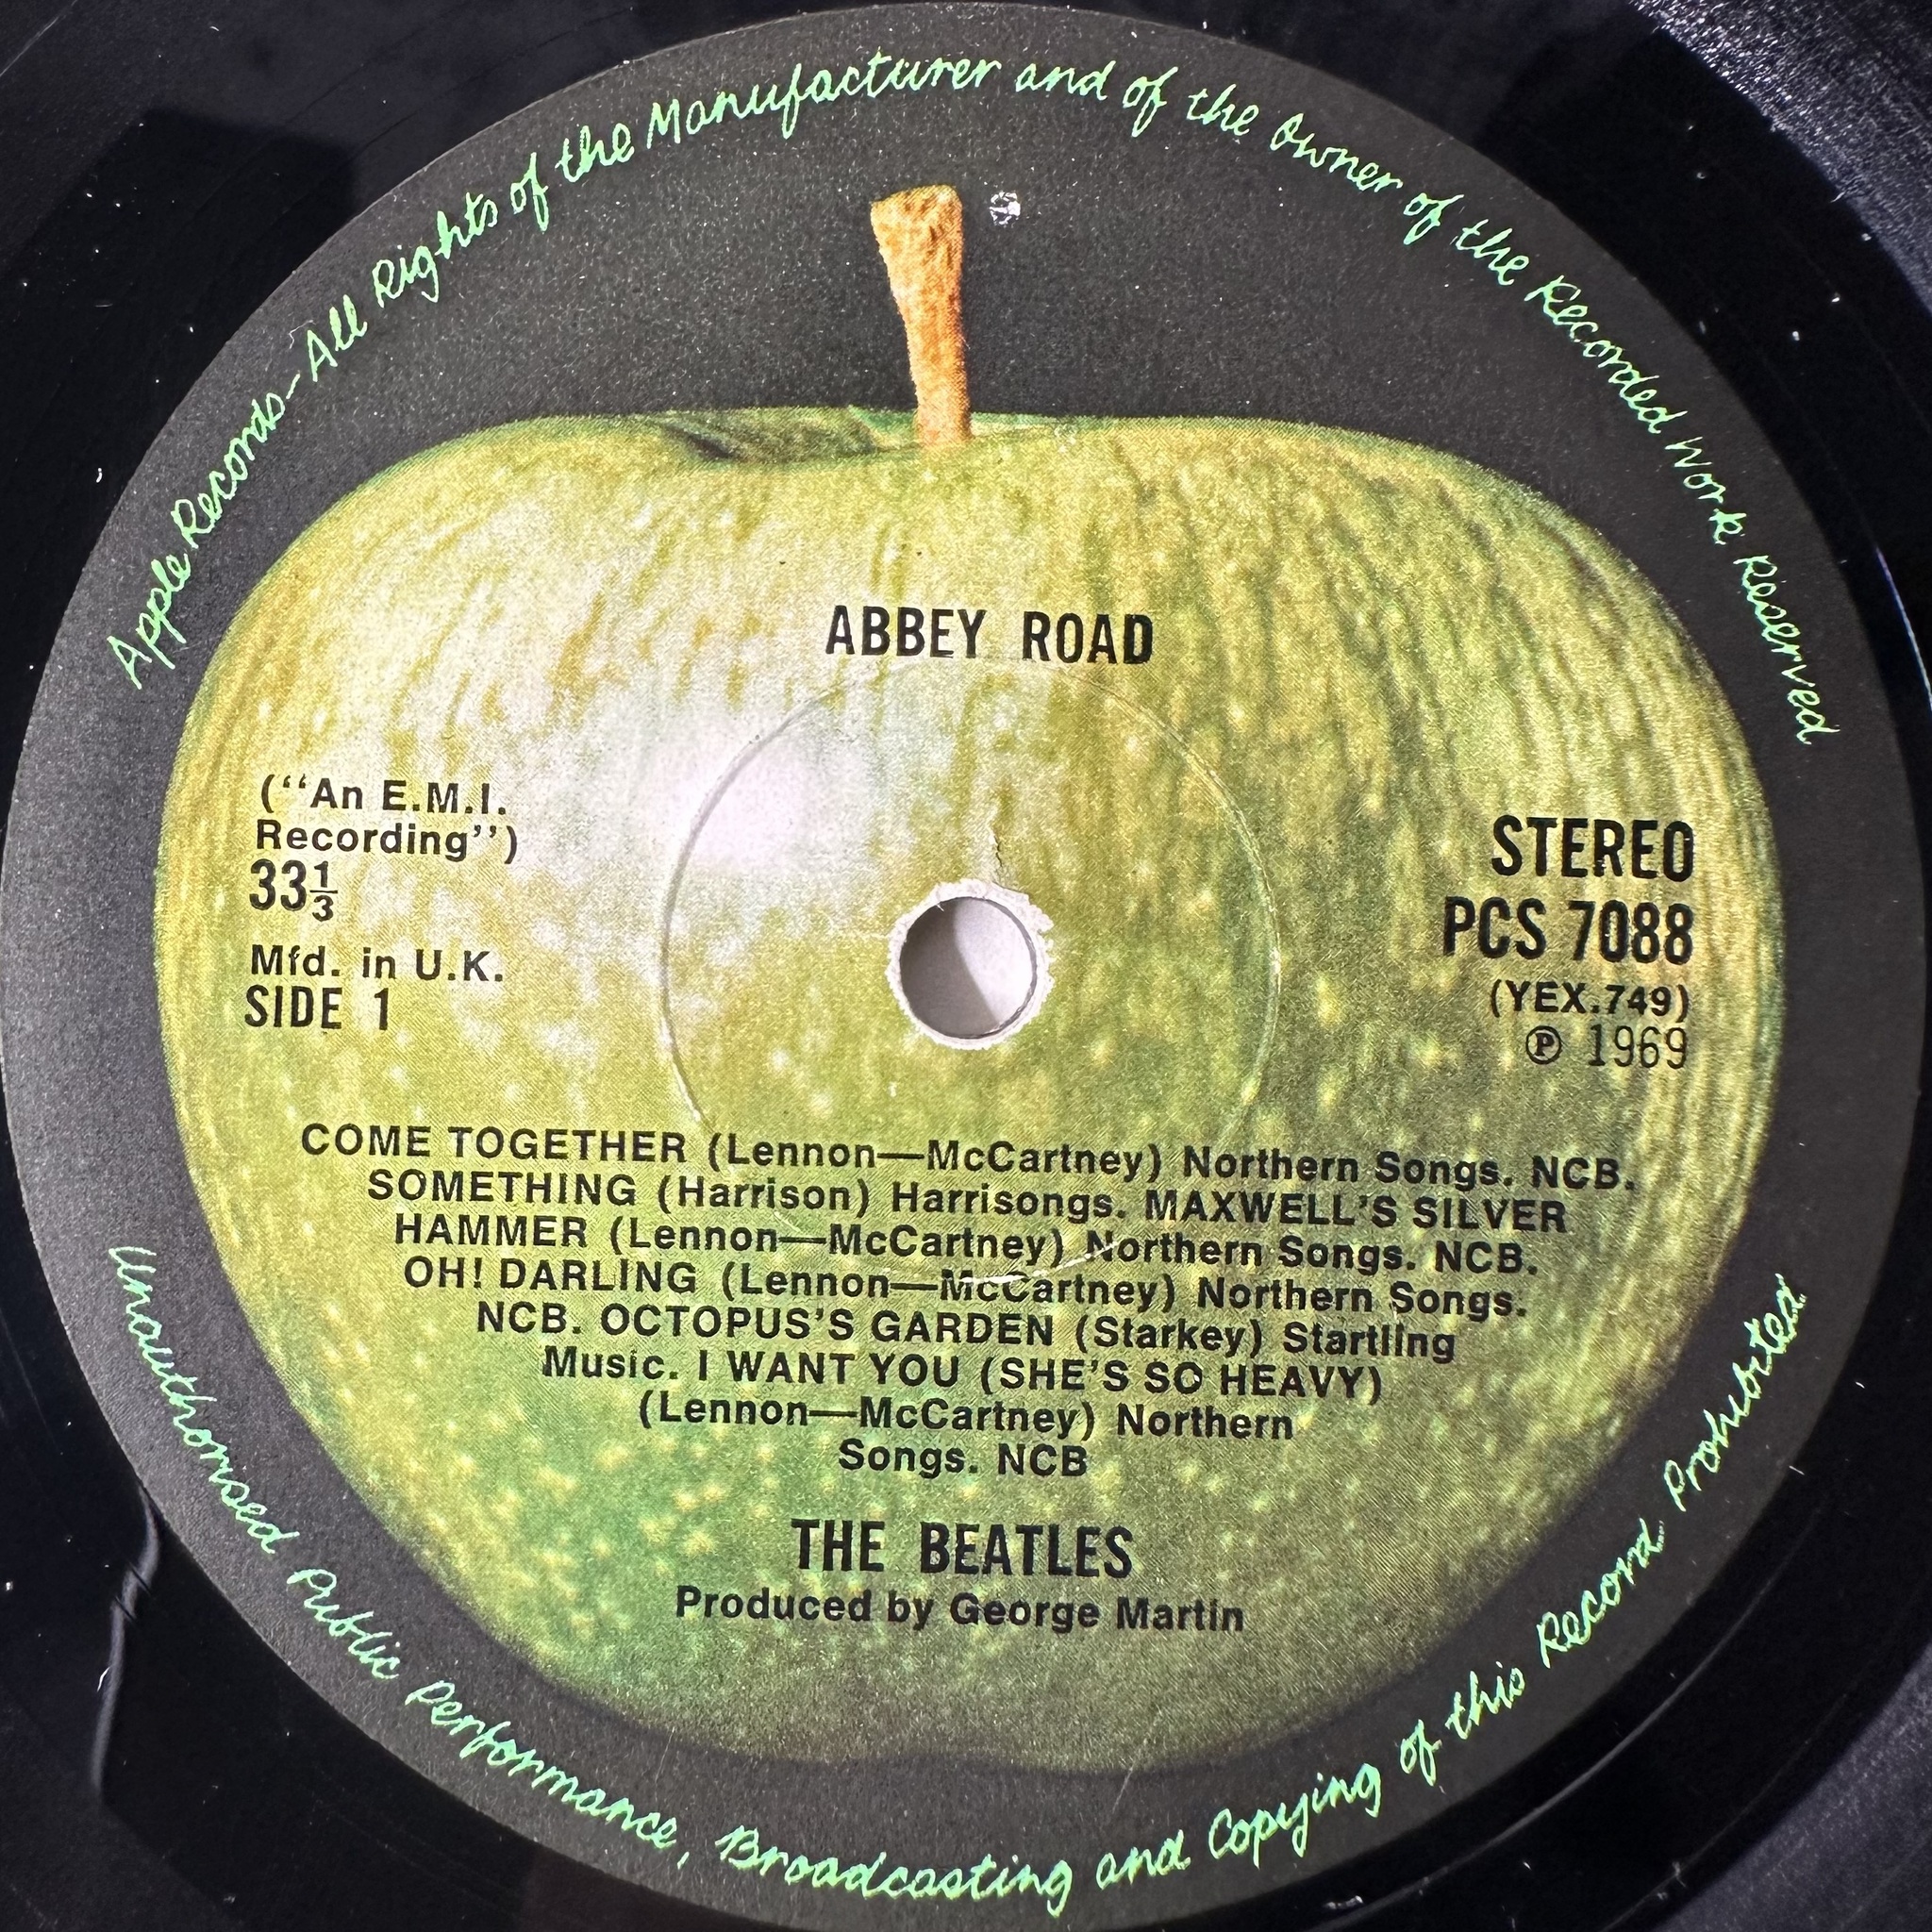 Apple Records - All Rights of the Manufacturer and of the Owner of the Recorded Work Reserved
ABBEY ROAD
(“An E.M.I.
Recording”)
33⅓
Mfd. in U.K.
SIDE 1
STEREO
PCS 7088
(YEX.749)
℗ 1969
COME TOGETHER (Lennon—McCartney) Northern Songs. NCB.
SOMETHING (Harrison) Harrisongs. MAXWELL’S SILVER
HAMMER (Lennon—McCartney) Northern Songs. NCB.
OH! DARLING (Lennon—McCartney) Northern Songs.
NCB. OCTOPUS’S GARDEN (Starkey) Startling
Music. I WANT YOU (SHE’S SO HEAVY)
(Lennon—McCartney) Northern
Songs. NCB
THE BEATLES
Produced by George Martin
Unauthorised Public Performance, Broadcasting and Copying of this Record Prohibited